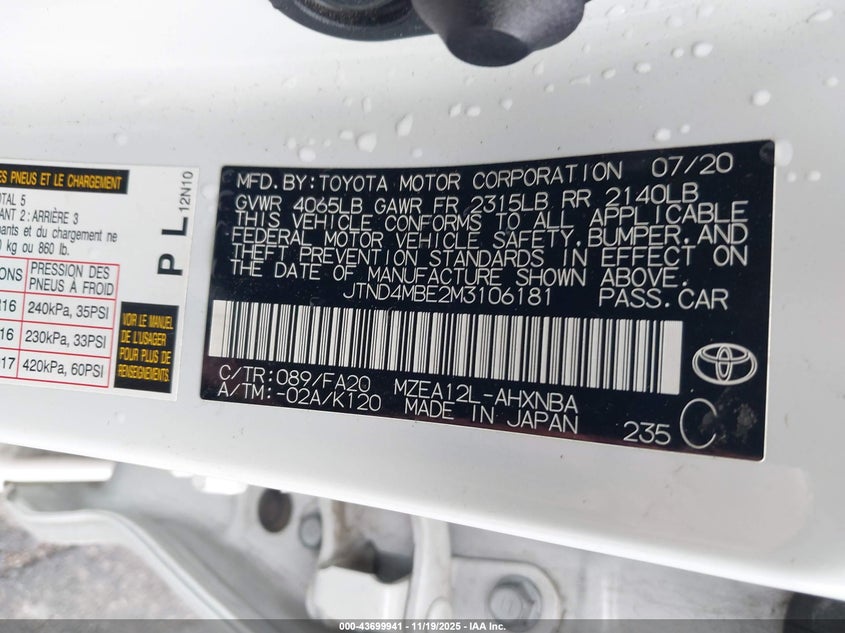 ES PNEUS ET LE CHARGEMENT
OTAL 5
ANT 2 : ARRIÈRE 3
nants et du chargement ne
0 kg ou 860 lb.
IONS PRESSION DES PNEUS À FROID
16 240kPa, 35PSI
16 230kPa, 33PSI
017 420kPa, 60PSI
VOIR LE MANUEL
DE L'USAGER
POUR PLUS DE
RENSEIGNEMENTS
P L 12N10
MFD. BY: TOYOTA MOTOR CORPORATION 07/20
GVWR 4065LB GAWR FR 2315LB RR 2140LB
THIS VEHICLE CONFORMS TO ALL APPLICABLE
FEDERAL MOTOR VEHICLE SAFETY, BUMPER, AND
THEFT PREVENTION STANDARDS IN EFFECT ON
THE DATE OF MANUFACTURE SHOWN ABOVE.
JTND4MBE2M3106181 PASS. CAR
C/TR: 089/FA20 MZEA12L-AHXNBA
A/TM: -02A/K120 MADE IN JAPAN
235 C
000-43699941 - 11/19/2025 - IAA Inc.